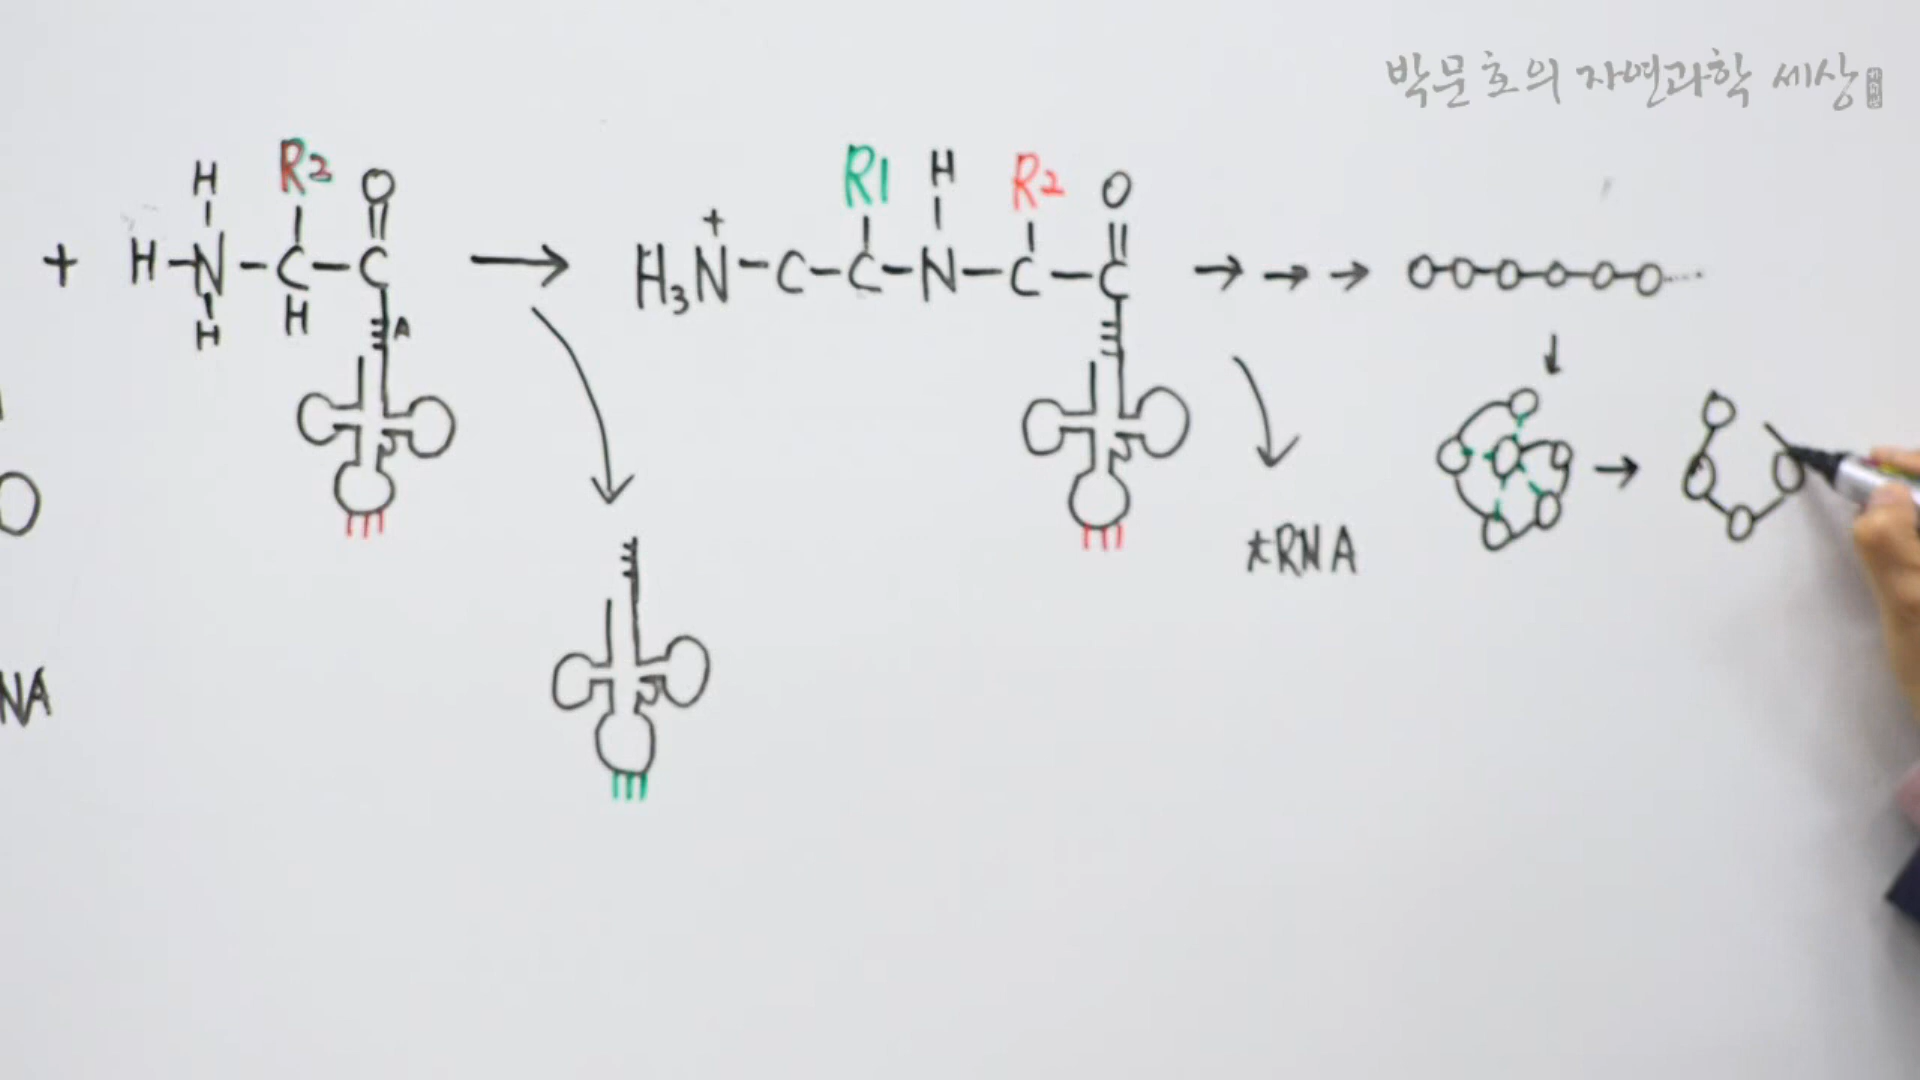 박문호의 자연과학 세상
H R2 O
+ H-N-C-C
H H A
R1 H R2 O
+
H₃N-C-C-N-C-C
tRNA
NA